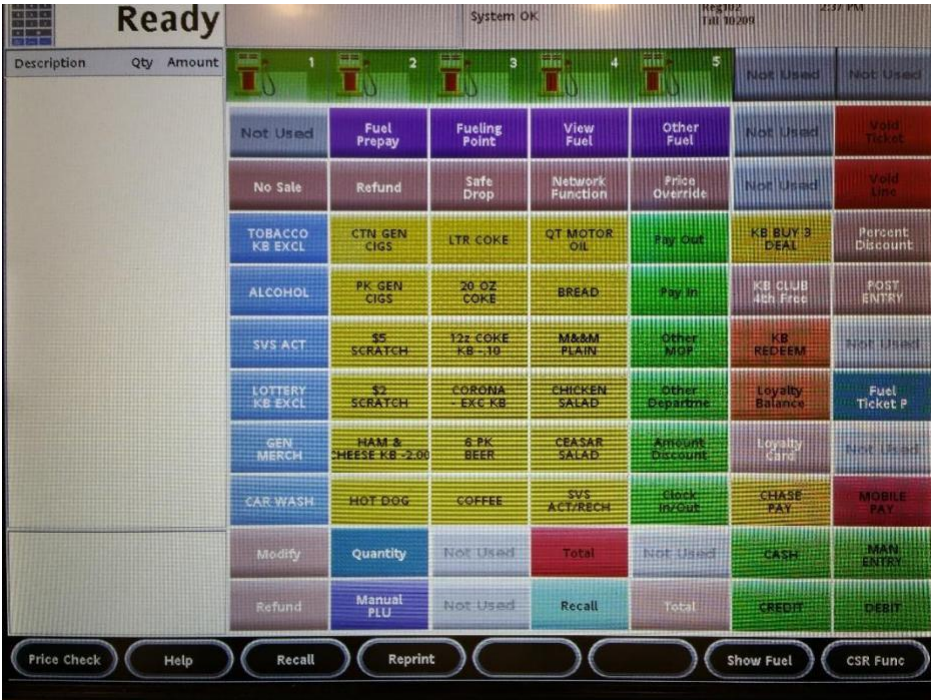 Ready
System OK
Reg102
2:37 PM
Till 10209
Description Qty Amount
1
2
3
4
5
Not Used
Not Used
Not Used
Fuel
Prepay
Fueling
Point
View
Fuel
Other
Fuel
Not Used
Void
Ticket
No Sale
Refund
Safe
Drop
Network
Function
Price
Override
Not Used
Void
Line
TOBACCO
KB EXCL
CTN GEN
CIGS
LTR COKE
QT MOTOR
OIL
Pay Out
KB BUY 3
DEAL
Percent
Discount
ALCOHOL
PK GEN
CIGS
20 OZ
COKE
BREAD
Pay In
KB CLUB
4th Free
POST
ENTRY
SVS ACT
$5
SCRATCH
12z COKE
KB -.10
M&M
PLAIN
Other
MOP
KB
REDEEM
Not Used
LOTTERY
KB EXCL
$2
SCRATCH
CORONA
- EXC KB
CHICKEN
SALAD
Other
Departme
Loyalty
Balance
Fuel
Ticket P
GEN
MERCH
HAM &
CHEESE KB -2.00
6 PK
BEER
CEASAR
SALAD
Amount
Discount
Loyalty
Card
Not Used
CAR WASH
HOT DOG
COFFEE
SVS
ACT/RECH
Clock
In/Out
CHASE
PAY
MOBILE
PAY
Modify
Quantity
Not Used
Total
Not Used
CASH
MAN
ENTRY
Refund
Manual
PLU
Not Used
Recall
Total
CREDIT
DEBIT
Price Check
Help
Recall
Reprint
Show Fuel
CSR Func